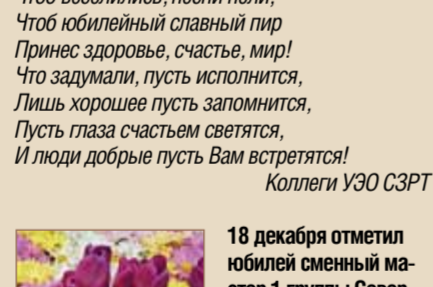 Чтоб юбилейный славный пир
Принес здоровье, счастье, мир!
Что задумали, пусть исполнится,
Лишь хорошее пусть запомнится,
Пусть глаза счастьем светятся,
И люди добрые пусть Вам встретятся!
Коллеги УЭО СЗРТ
18 декабря отметил
юбилей сменный ма-